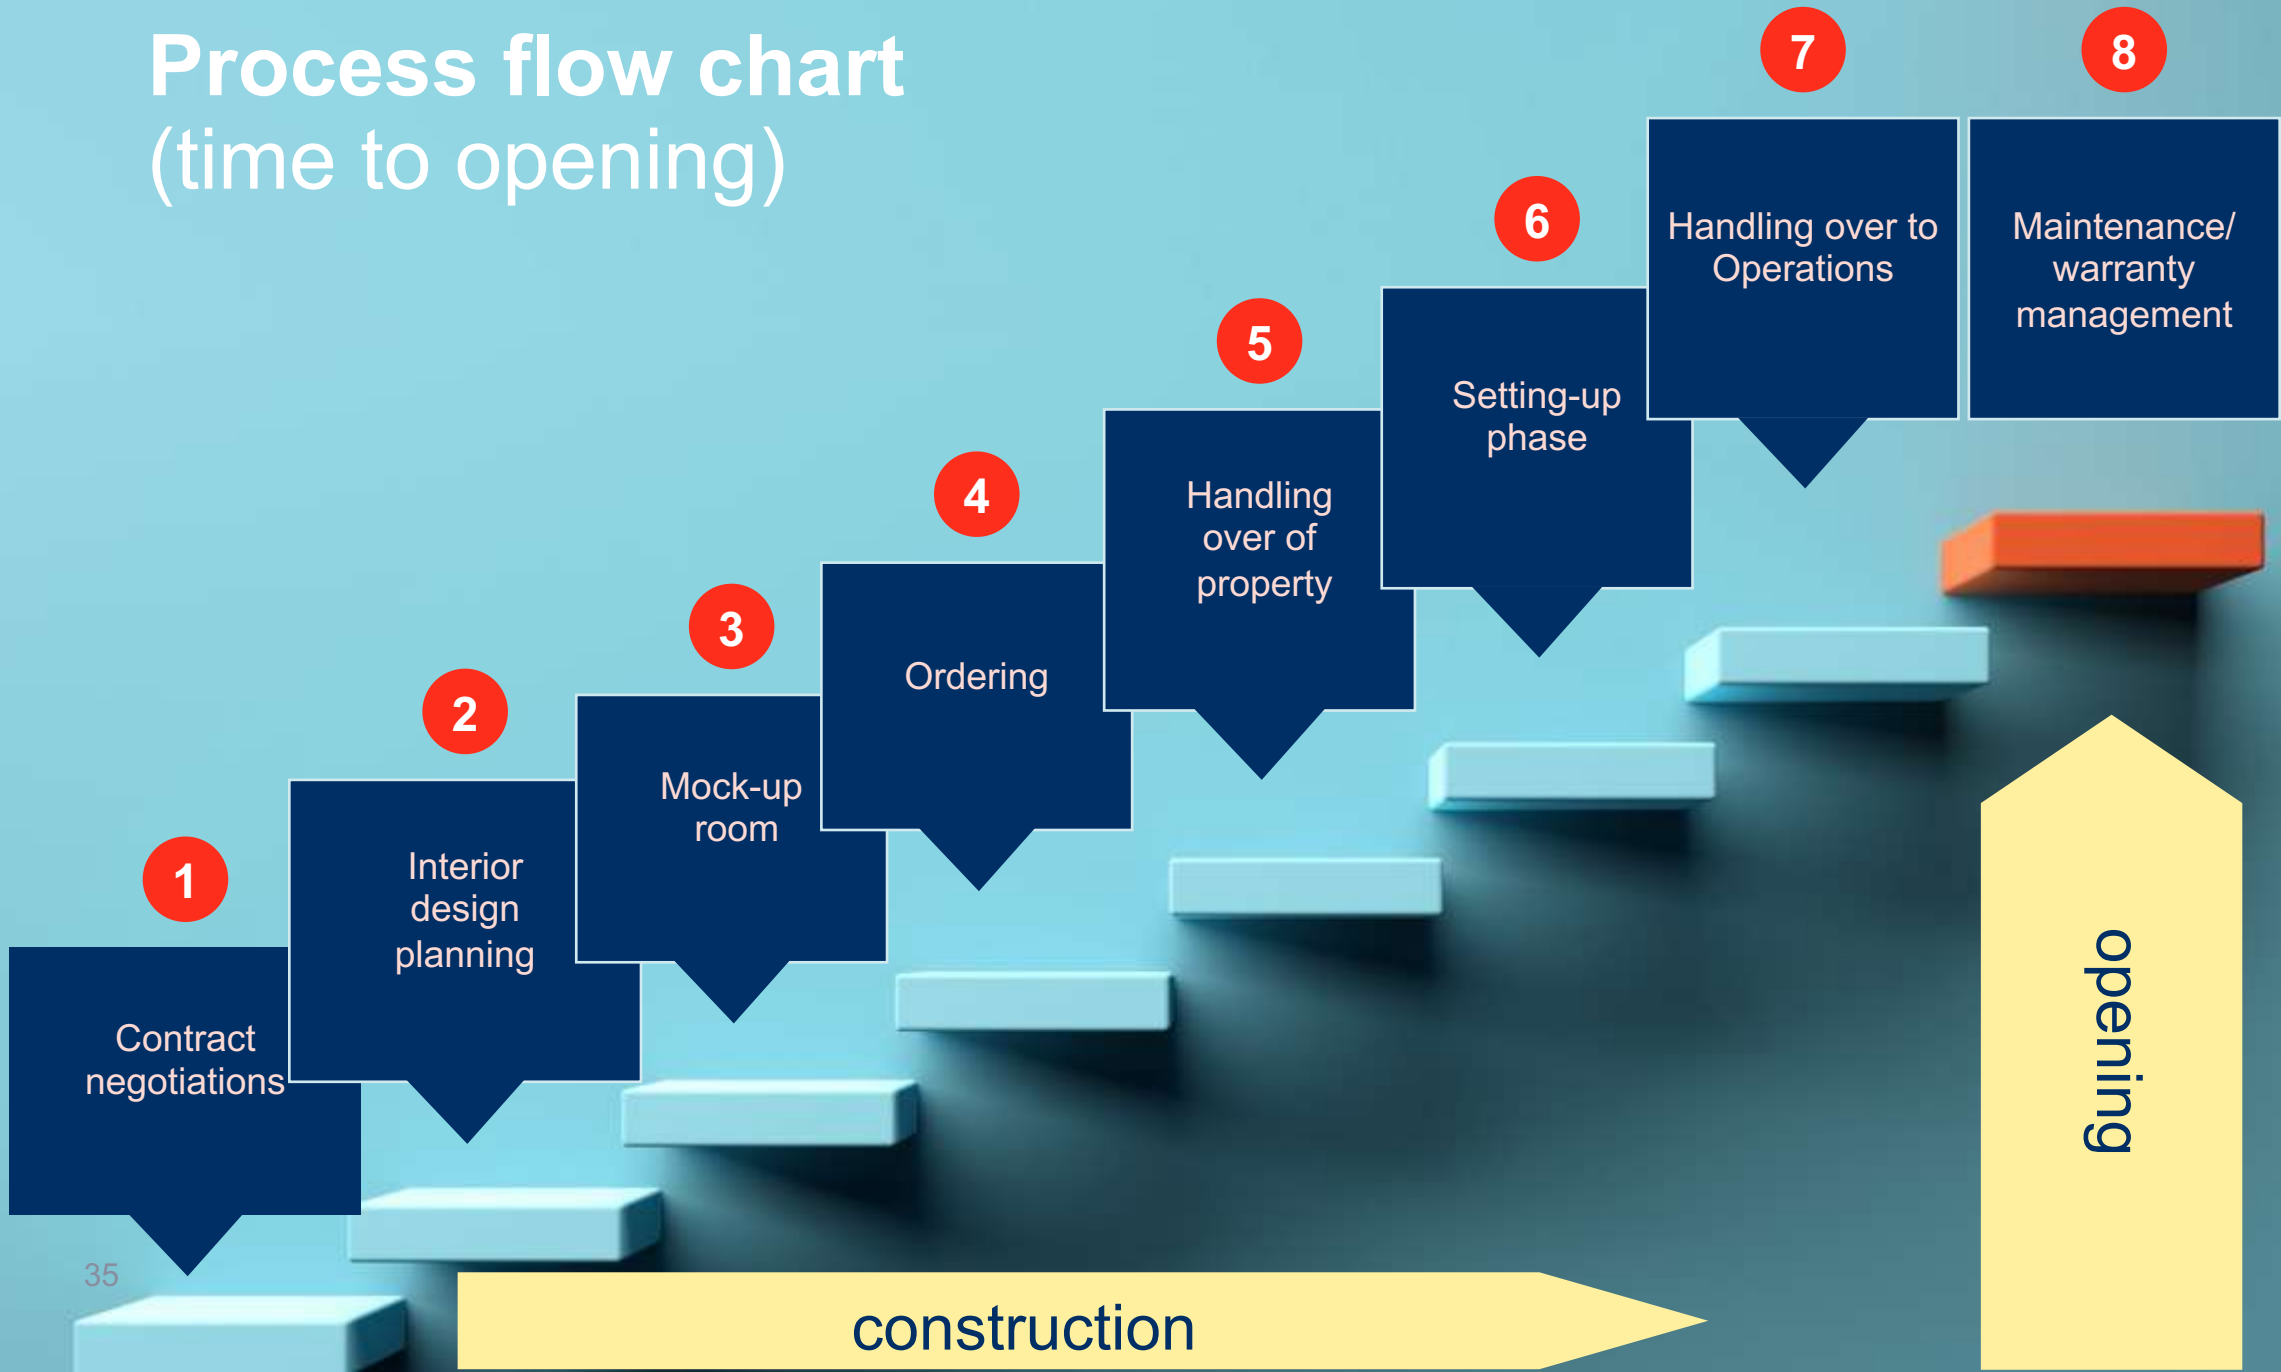 Process flow chart
(time to opening)
1
Contract
negotiations
2
Interior
design
planning
3
Mock-up
room
4
Ordering
5
Handling
over of
property
6
Setting-up
phase
7
Handling over to
Operations
8
Maintenance/
warranty
management
opening
construction
35